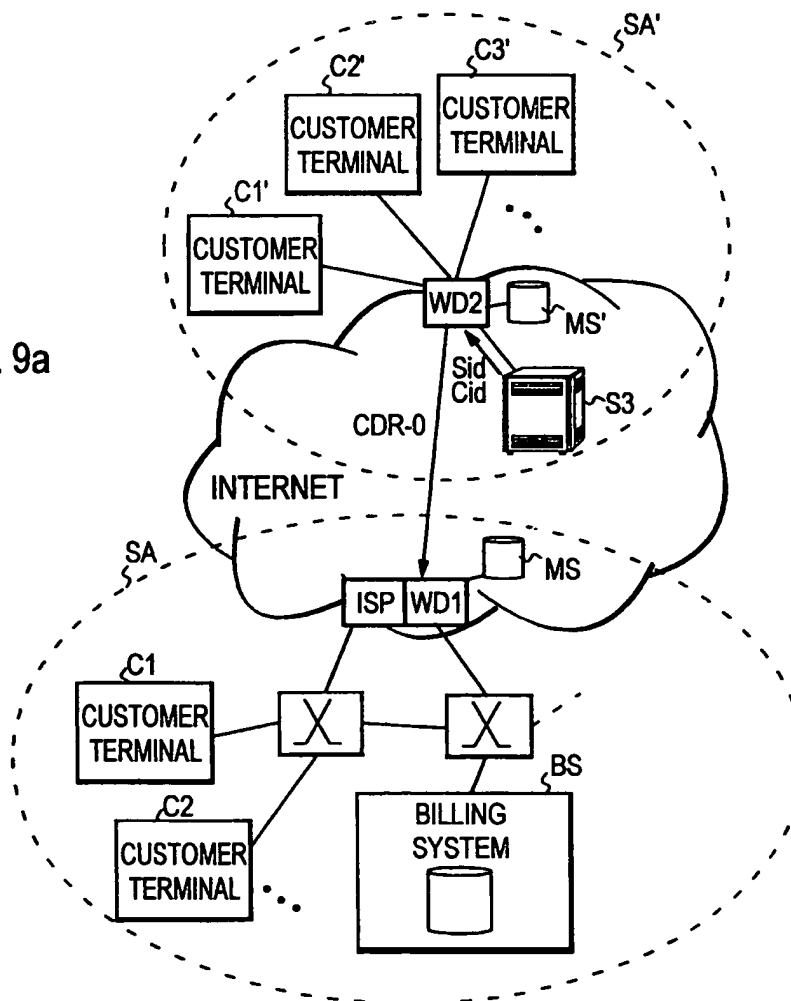 SA'
C2'
C3'
CUSTOMER
TERMINAL
CUSTOMER
TERMINAL
C1'
CUSTOMER
TERMINAL
WD2
MS'
. 9a
Sid
Cid
S3
CDR-0
INTERNET
SA
MS
ISP
WD1
C1
CUSTOMER
TERMINAL
C2
CUSTOMER
TERMINAL
BS
BILLING
SYSTEM